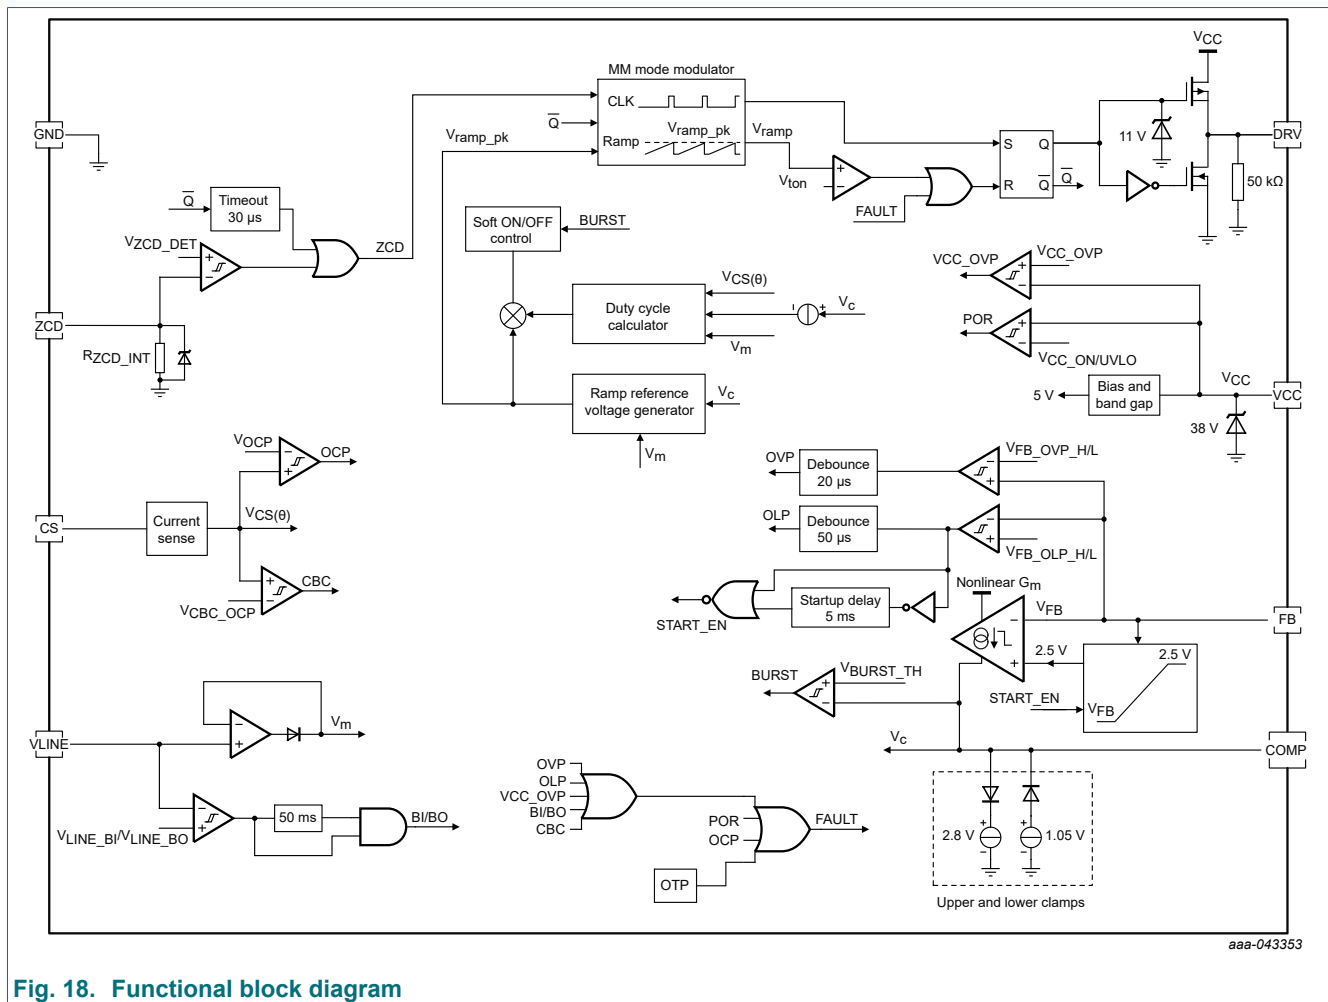 VCC
MM mode modulator
CLK
Q
Vramp_pk
Ramp
Vramp_pk
Vramp
GND
Vton
FAULT
S
Q
R
Q
Q
11 V
DRV
50 kΩ
Q
Timeout
30 µs
VZCD_DET
ZCD
Soft ON/OFF
control
BURST
ZCD
RZCD_INT
Duty cycle
calculator
VCS(θ)
Vc
Vm
VCC_OVP
VCC_OVP
POR
VCC_ON/UVLO
Ramp reference
voltage generator
Vc
Vm
5 V
Bias and
band gap
VCC
VCC
38 V
VOCP
OCP
CS
Current
sense
VCS(θ)
CBC
VCBC_OCP
OVP
Debounce
20 µs
VFB_OVP_H/L
OLP
Debounce
50 µs
VFB_OLP_H/L
START_EN
Startup delay
5 ms
Nonlinear Gm
VFB
FB
2.5 V
2.5 V
START_EN
VFB
BURST
VBURST_TH
Vc
COMP
VLINE
Vm
VLINE_BI/VLINE_BO
50 ms
BI/BO
OVP
OLP
VCC_OVP
BI/BO
CBC
POR
OCP
FAULT
OTP
2.8 V
1.05 V
Upper and lower clamps
aaa-043353
Fig. 18. Functional block diagram